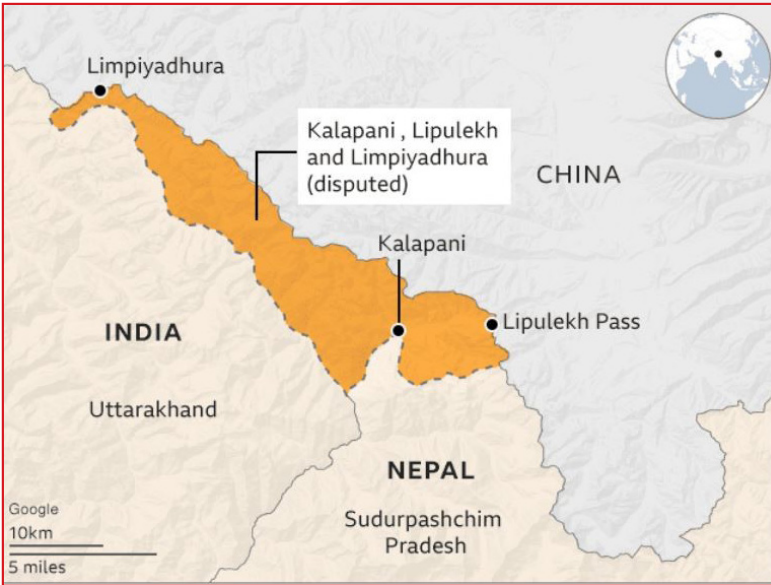 Limpiyadhura
Kalapani , Lipulekh
and Limpiyadhura
(disputed)
CHINA
Kalapani
Lipulekh Pass
INDIA
Uttarakhand
NEPAL
Sudurpashchim
Pradesh
Google
10km
5 miles